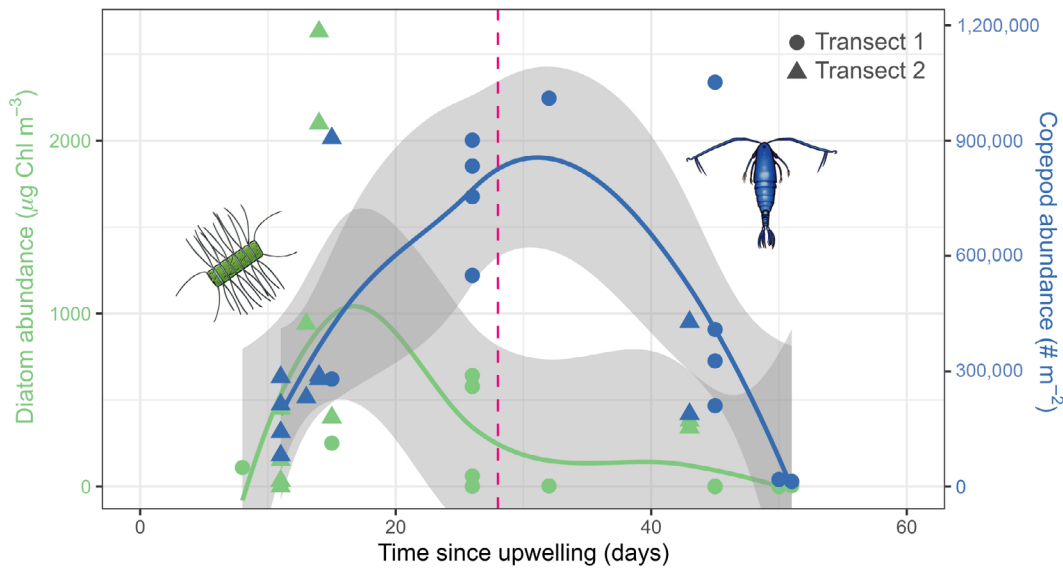 Transect 1
Transect 2
Diatom abundance (μg Chl m⁻³)
2000
1000
0
1,200,000
900,000
600,000
300,000
0
Copepod abundance (# m⁻²)
0 20 40 60
Time since upwelling (days)